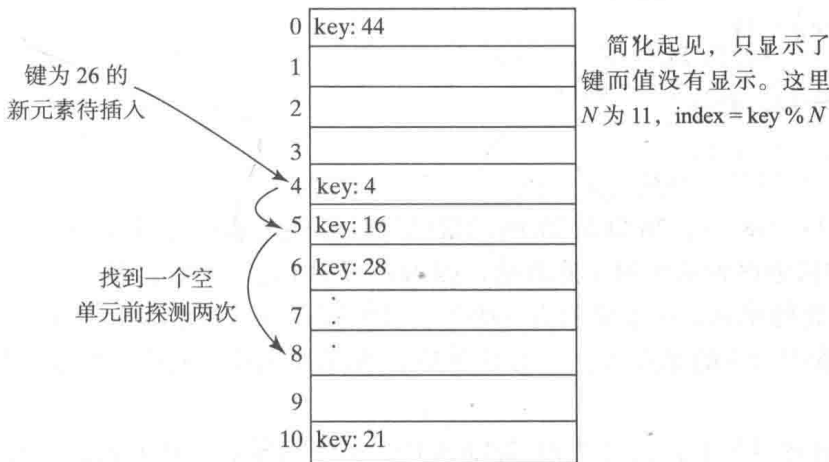 0 key: 44
简化起见，只显示了
1
键为 26 的
键而值没有显示。这里
新元素待插入
2
N 为 11，index = key % N
3
4 key: 4
5 key: 16
6 key: 28
找到一个空
单元前探测两次
7
8
9
10 key: 21